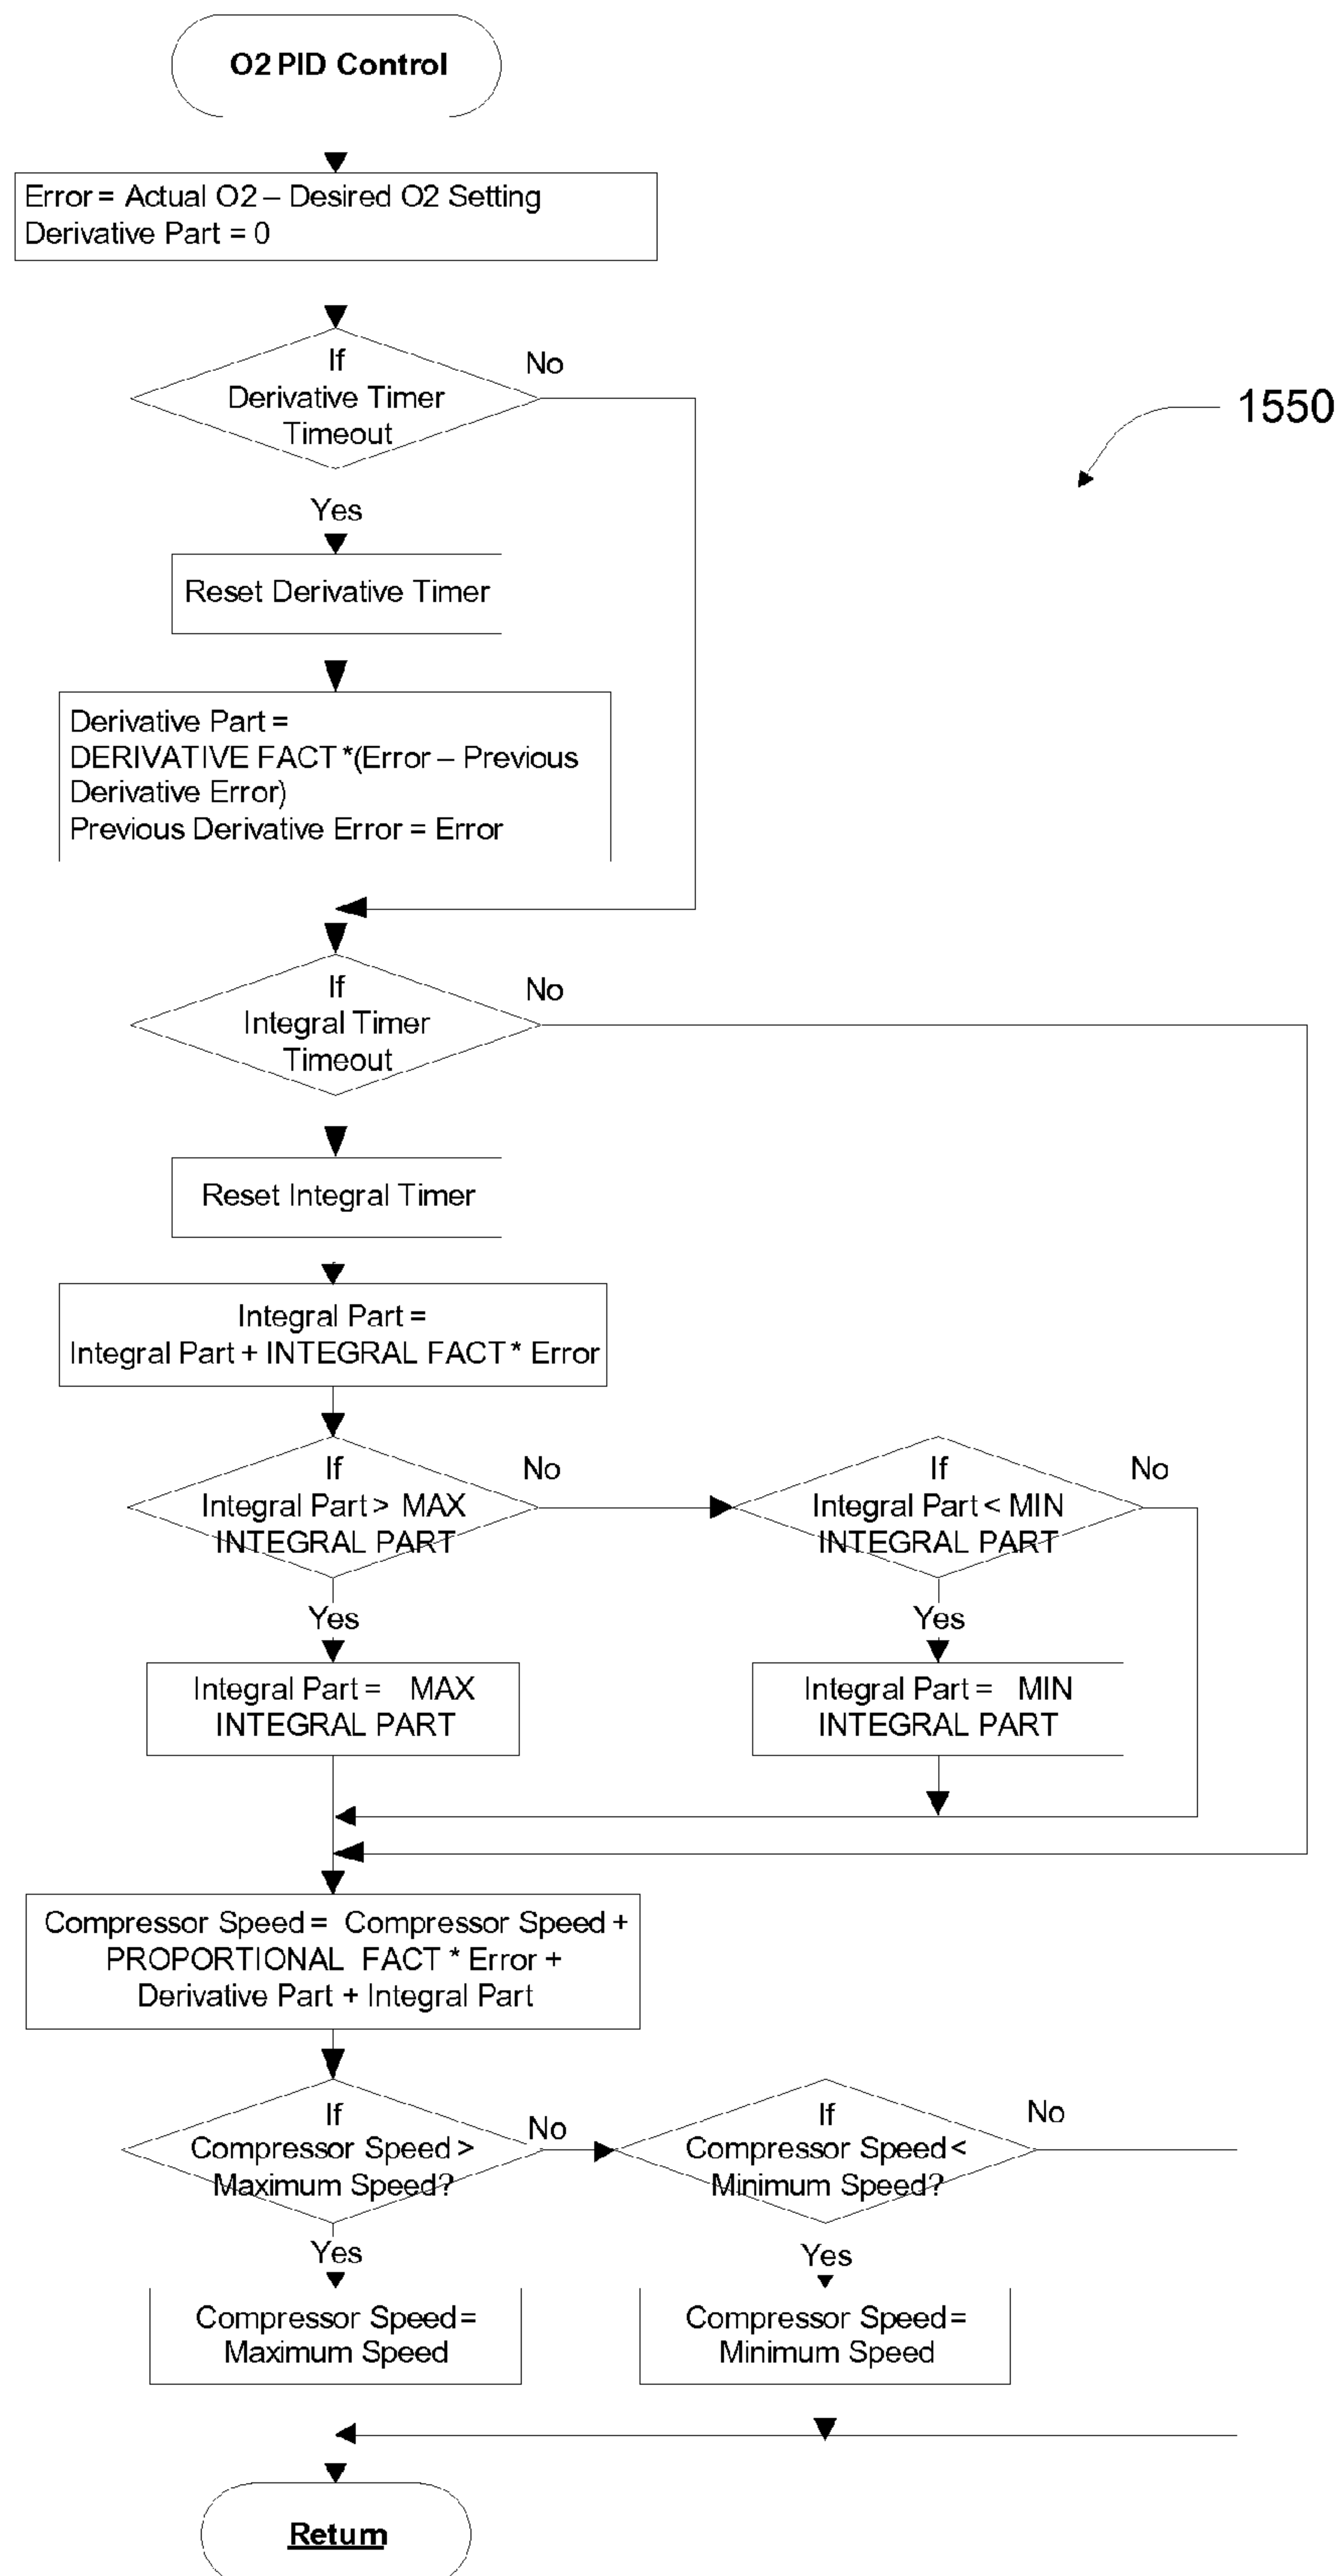 O2 PID Control
Error = Actual O2 – Desired O2 Setting
Derivative Part = 0
If
Derivative Timer
Timeout
No
1550
Yes
Reset Derivative Timer
Derivative Part =
DERIVATIVE FACT *(Error – Previous
Derivative Error)
Previous Derivative Error = Error
If
Integral Timer
Timeout
No
Reset Integral Timer
Integral Part =
Integral Part + INTEGRAL FACT * Error
If
Integral Part > MAX
INTEGRAL PART
No
If
Integral Part < MIN
INTEGRAL PART
No
Yes
Yes
Integral Part = MAX
INTEGRAL PART
Integral Part = MIN
INTEGRAL PART
Compressor Speed = Compressor Speed +
PROPORTIONAL FACT * Error +
Derivative Part + Integral Part
If
Compressor Speed >
Maximum Speed?
No
If
Compressor Speed <
Minimum Speed?
No
Yes
Yes
Compressor Speed =
Maximum Speed
Compressor Speed =
Minimum Speed
Return